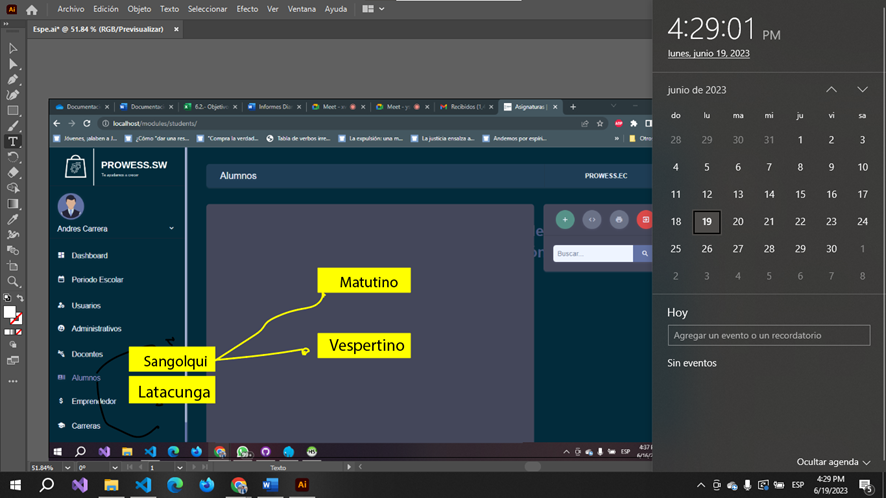 Ai
Archivo Edición Objeto Texto Seleccionar Efecto Ver Ventana Ayuda
Espe.ai* @ 51.84 % (RGB/Previsualizar) ×
Documentac × Documentac × 6.2.- Objetiv × Informes Di × Meet - × Meet - y × Recibidos (1. × Asignaturas | × +
localhost/modules/students/
Jóvenes, ¡alaben a J ¿Cómo "dar una res... "Compra la verdad... Tabla de verbos irre... La expulsión: una m... La justicia ensalza a... Andemos por espíri... » Otros
PROWESS.SW
Te ayudamos a crecer
Andres Carrera
Dashboard
Periodo Escolar
Usuarios
Administrativos
Docentes
Alumnos
Emprendedor
Carreras
Alumnos
PROWESS.EC
Buscar...
Matutino
Vespertino
Sangolqui
Latacunga
ESP
4:37
51.84% 0° 1 Texto
4:29:01 PM
lunes, junio 19, 2023
junio de 2023
do lu ma mi ju vi sa
28 29 30 31 1 2 3
4 5 6 7 8 9 10
11 12 13 14 15 16 17
18 19 20 21 22 23 24
25 26 27 28 29 30 1
2 3 4 5 6 7 8
Hoy
Agregar un evento o un recordatorio
Sin eventos
Ocultar agenda
ESP
4:29 PM
6/19/2023
5